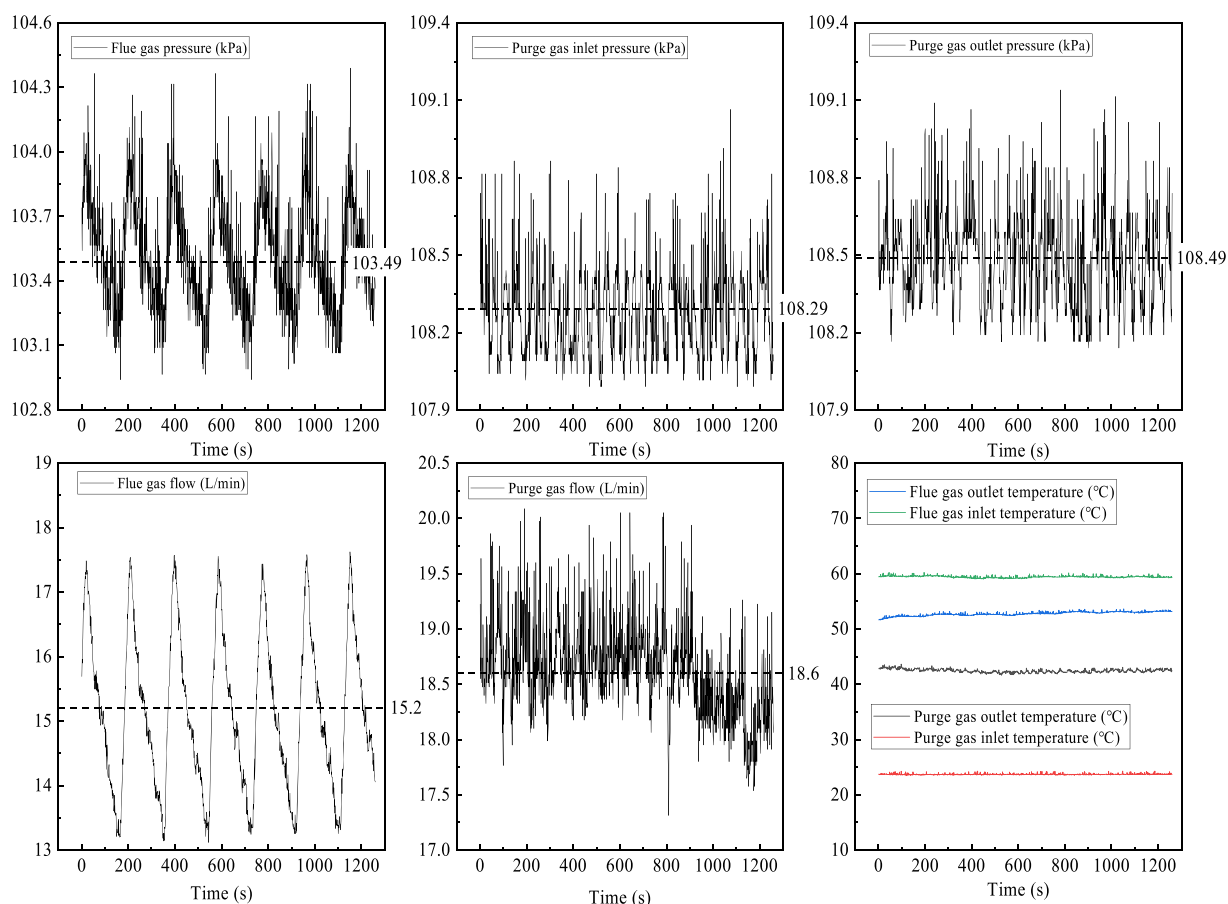 104.6
104.3
104.0
103.7
103.4
103.1
102.8
Flue gas pressure (kPa)
103.49
0 200 400 600 800 1000 1200
Time (s)
109.4
109.1
108.8
108.5
108.2
107.9
Purge gas inlet pressure (kPa)
108.29
0 200 400 600 800 1000 1200
Time (s)
109.4
109.1
108.8
108.5
108.2
107.9
Purge gas outlet pressure (kPa)
108.49
0 200 400 600 800 1000 1200
Time (s)
19
18
17
16
15
14
13
Flue gas flow (L/min)
15.2
0 200 400 600 800 1000 1200
Time (s)
20.5
20.0
19.5
19.0
18.5
18.0
17.5
17.0
Purge gas flow (L/min)
18.6
0 200 400 600 800 1000 1200
Time (s)
80
70
60
50
40
30
20
10
Flue gas outlet temperature (℃)
Flue gas inlet temperature (℃)
Purge gas outlet temperature (℃)
Purge gas inlet temperature (℃)
0 200 400 600 800 1000 1200
Time (s)